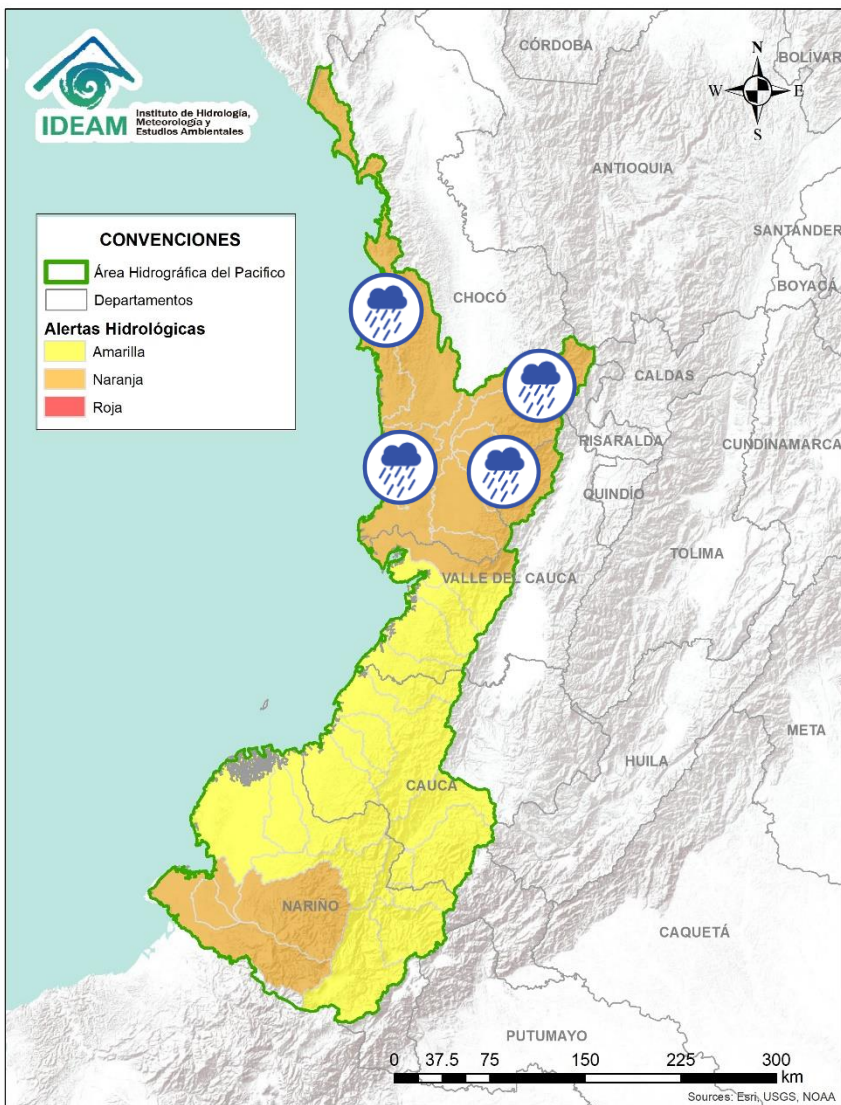 IDEAM
Instituto de Hidrología,
Meteorología y
Estudios Ambientales
N
W
E
S
CONVENCIONES
Área Hidrográfica del Pacifico
Departamentos
Alertas Hidrológicas
Amarilla
Naranja
Roja
CÓRDOBA
BOLÍVAR
ANTIOQUIA
SANTANDER
BOYACÁ
CHOCÓ
CALDAS
RISARALDA
CUNDINAMARCA
QUINDÍO
TOLIMA
VALLE DEL CAUCA
META
HUILA
CAUCA
NARIÑO
CAQUETÁ
PUTUMAYO
0 37.5 75 150 225 300
km
Sources: Esri, USGS, NOAA